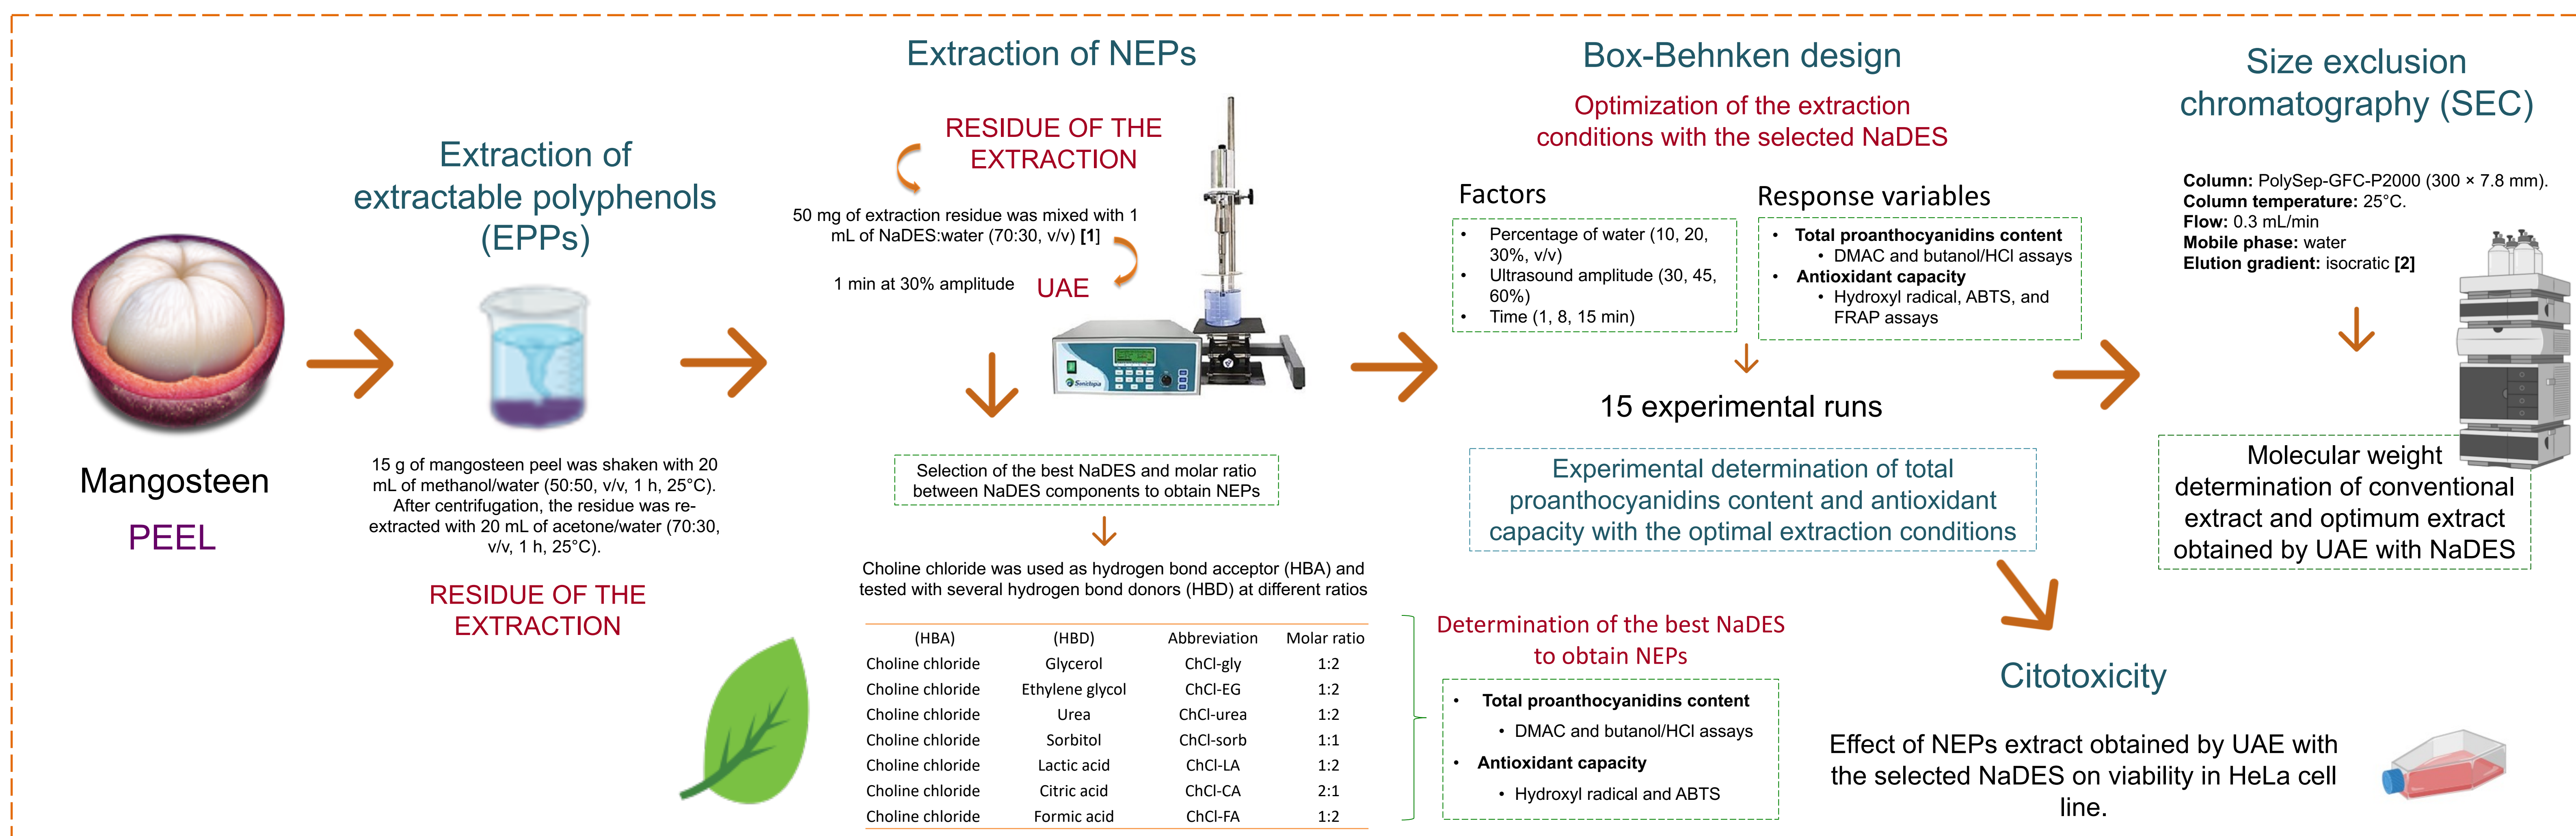 Mangosteen
PEEL
Extraction of
extractable polyphenols
(EPPs)
15 g of mangosteen peel was shaken with 20
mL of methanol/water (50:50, v/v, 1 h, 25°C).
After centrifugation, the residue was re-
extracted with 20 mL of acetone/water (70:30,
v/v, 1 h, 25°C).
RESIDUE OF THE
EXTRACTION
Extraction of NEPs
RESIDUE OF THE
EXTRACTION
50 mg of extraction residue was mixed with 1
mL of NaDES:water (70:30, v/v) [1]
1 min at 30% amplitude UAE
Sonictopia
Selection of the best NaDES and molar ratio
between NaDES components to obtain NEPs
Choline chloride was used as hydrogen bond acceptor (HBA) and
tested with several hydrogen bond donors (HBD) at different ratios
(HBA) (HBD) Abbreviation Molar ratio
Choline chloride Glycerol ChCl-gly 1:2
Choline chloride Ethylene glycol ChCl-EG 1:2
Choline chloride Urea ChCl-urea 1:2
Choline chloride Sorbitol ChCl-sorb 1:1
Choline chloride Lactic acid ChCl-LA 1:2
Choline chloride Citric acid ChCl-CA 2:1
Choline chloride Formic acid ChCl-FA 1:2
Determination of the best NaDES
to obtain NEPs
• Total proanthocyanidins content
• DMAC and butanol/HCl assays
• Antioxidant capacity
• Hydroxyl radical and ABTS
Box-Behnken design
Optimization of the extraction
conditions with the selected NaDES
Factors
• Percentage of water (10, 20,
30%, v/v)
• Ultrasound amplitude (30, 45,
60%)
• Time (1, 8, 15 min)
Response variables
• Total proanthocyanidins content
• DMAC and butanol/HCl assays
• Antioxidant capacity
• Hydroxyl radical, ABTS, and
FRAP assays
15 experimental runs
Experimental determination of total
proanthocyanidins content and antioxidant
capacity with the optimal extraction conditions
Size exclusion
chromatography (SEC)
Column: PolySep-GFC-P2000 (300 × 7.8 mm).
Column temperature: 25°C.
Flow: 0.3 mL/min
Mobile phase: water
Elution gradient: isocratic [2]
Molecular weight
determination of conventional
extract and optimum extract
obtained by UAE with NaDES
Citotoxicity
Effect of NEPs extract obtained by UAE with
the selected NaDES on viability in HeLa cell
line.